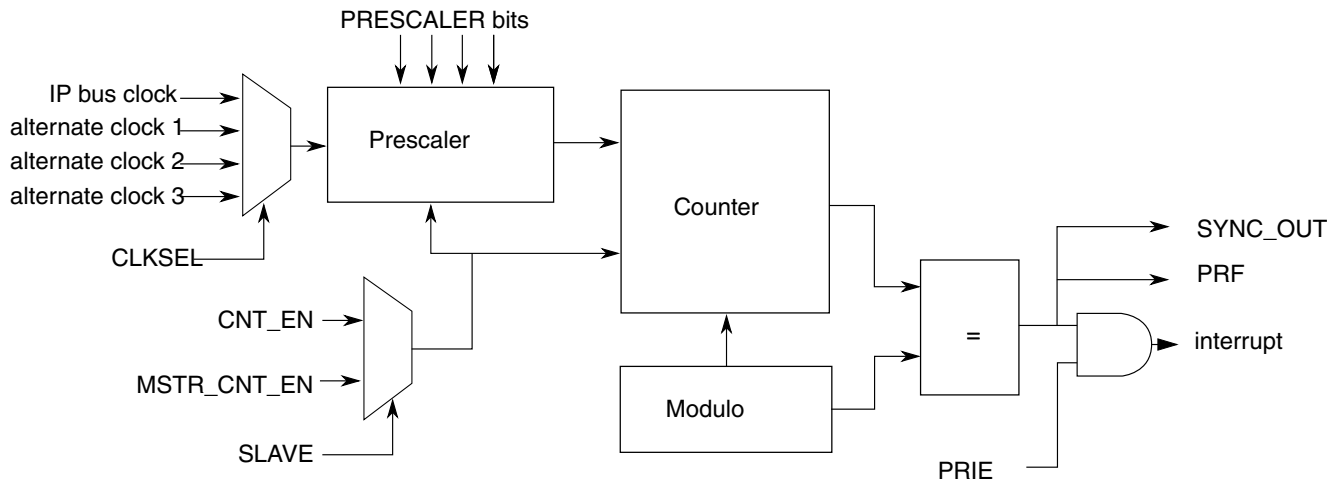 PRESCALER bits
IP bus clock
alternate clock 1
alternate clock 2
alternate clock 3
CLKSEL
Prescaler
Counter
SYNC_OUT
PRF
interrupt
=
CNT_EN
MSTR_CNT_EN
SLAVE
Modulo
PRIE